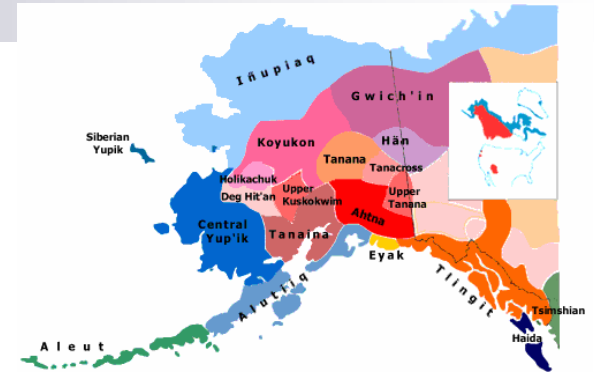 Iñupiaq
Gwich'in
Siberian
Yupik
Koyukon
Hän
Tanana
Tanacross
Holikachuk
Deg Hit'an
Upper
Kuskokwim
Upper
Tanana
Ahtna
Central
Yup'ik
Tanaina
Eyak
Alutiiq
Tlingit
Tsimshian
Haida
Aleut